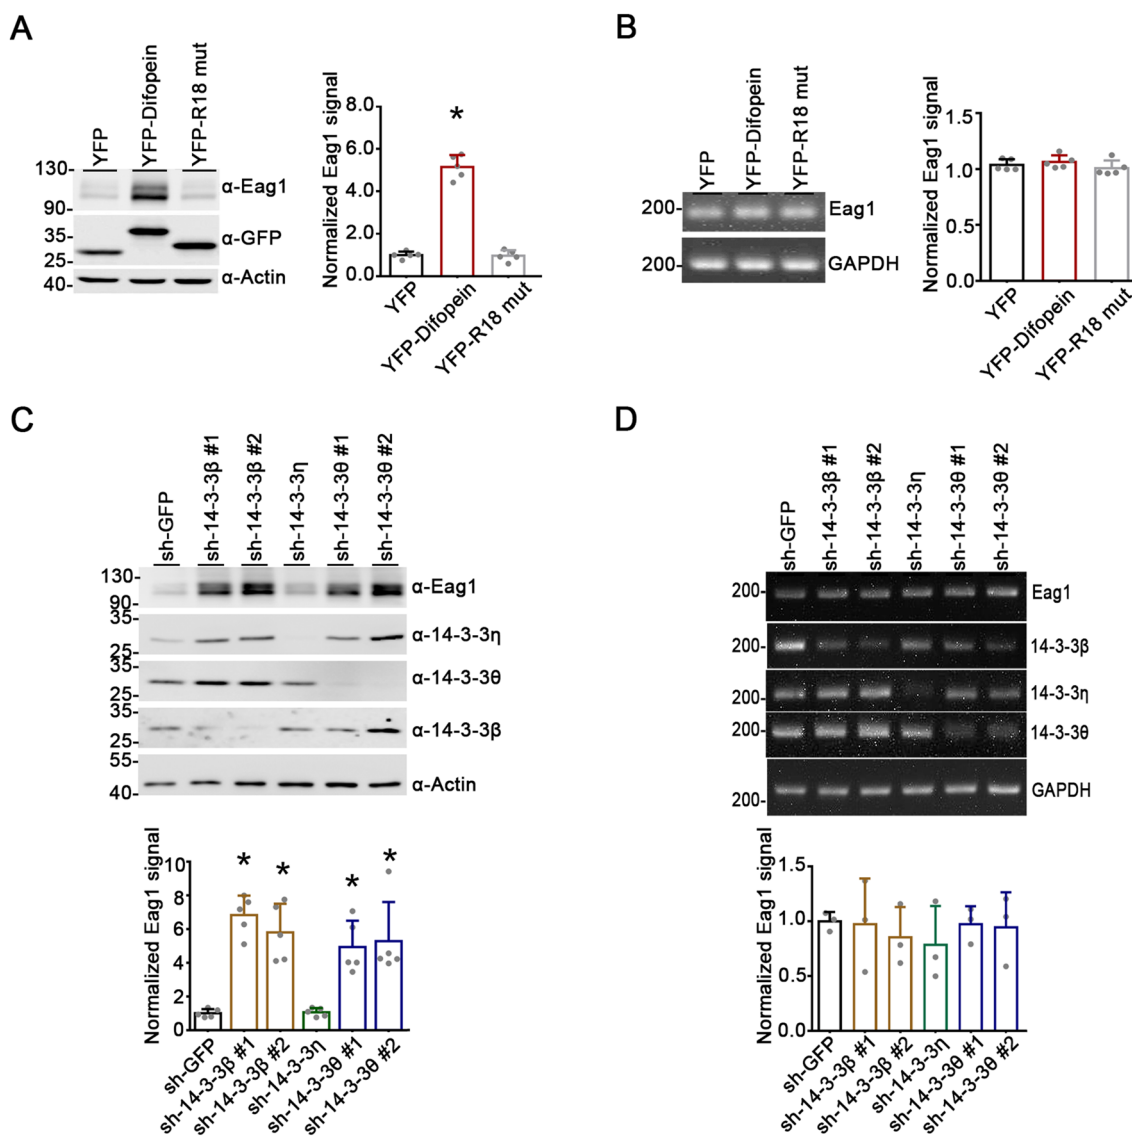 A
YFP
YFP-Difopein
YFP-R18 mut
130
90
35
25
40
α-Eag1
α-GFP
α-Actin
Normalized Eag1 signal
8.0
6.0
4.0
2.0
0.0
*
YFP
YFP-Difopein
YFP-R18 mut
B
YFP
YFP-Difopein
YFP-R18 mut
200
200
Eag1
GAPDH
Normalized Eag1 signal
1.5
1.0
0.5
0.0
YFP
YFP-Difopein
YFP-R18 mut
C
sh-GFP
sh-14-3-3β #1
sh-14-3-3β #2
sh-14-3-3η
sh-14-3-3θ #1
sh-14-3-3θ #2
130
90
35
25
35
25
35
25
55
40
α-Eag1
α-14-3-3η
α-14-3-3θ
α-14-3-3β
α-Actin
Normalized Eag1 signal
10
8
6
4
2
0
* * * *
sh-GFP
sh-14-3-3β #1
sh-14-3-3β #2
sh-14-3-3η
sh-14-3-3θ #1
sh-14-3-3θ #2
D
sh-GFP
sh-14-3-3β #1
sh-14-3-3β #2
sh-14-3-3η
sh-14-3-3θ #1
sh-14-3-3θ #2
200
200
200
200
200
Eag1
14-3-3β
14-3-3η
14-3-3θ
GAPDH
Normalized Eag1 signal
1.5
1.0
0.5
0.0
sh-GFP
sh-14-3-3β #1
sh-14-3-3β #2
sh-14-3-3η
sh-14-3-3θ #1
sh-14-3-3θ #2